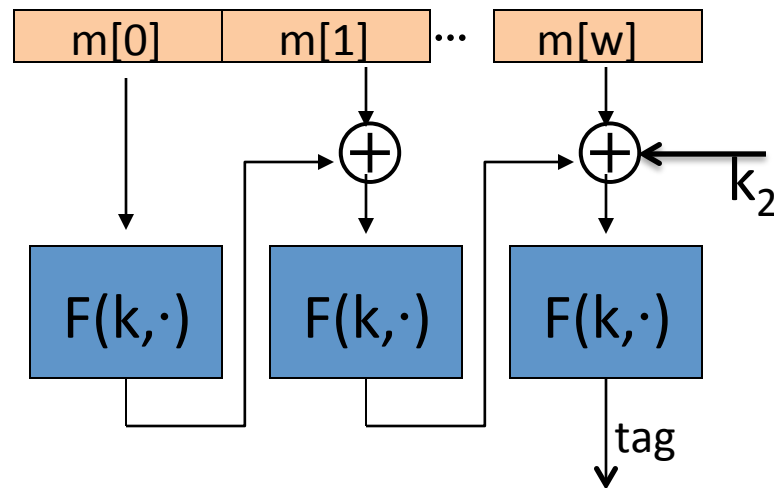 m[0] m[1] ... m[w]
k₂
F(k,·) F(k,·) F(k,·)
tag